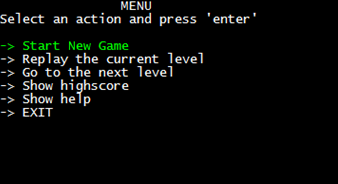 MENU
Select an action and press 'enter'
-> Start New Game
-> Replay the current level
-> Go to the next level
-> Show highscore
-> Show help
-> EXIT